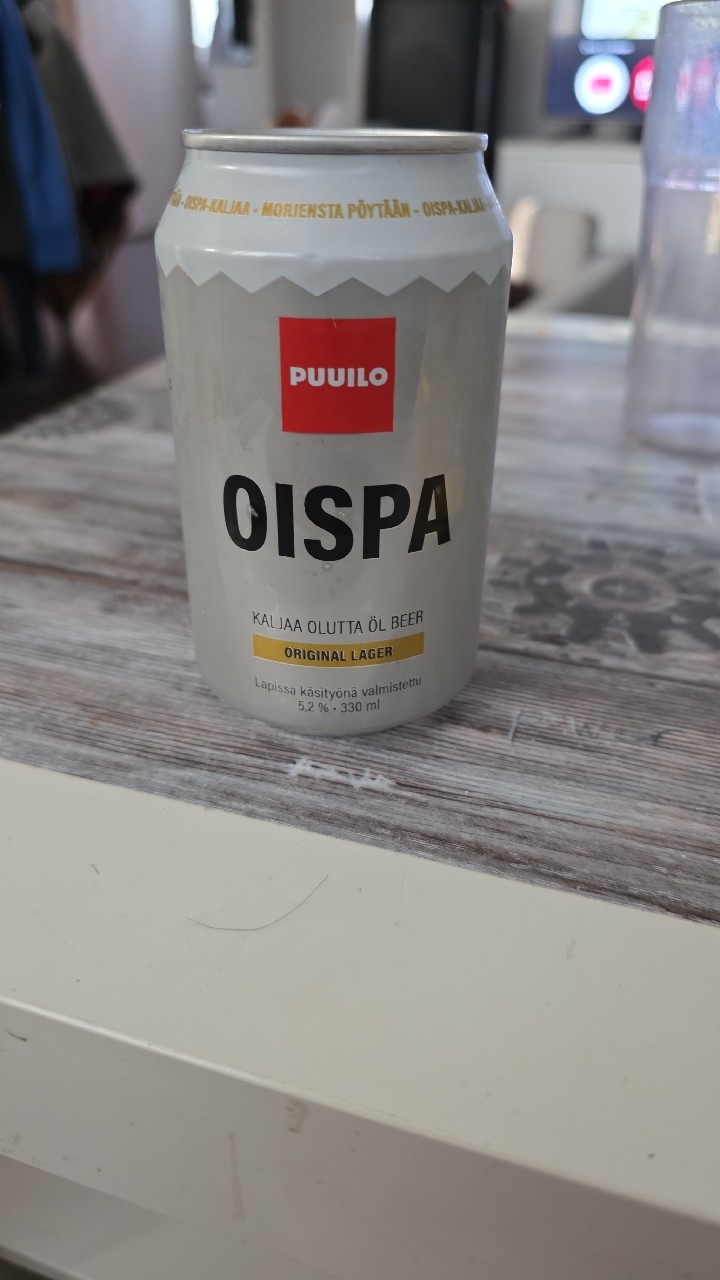 - OISPA-KALJAA - MORJENSTA PÖYTÄÄN - OISPA-KALJAA
PUUILO
OISPA
KALJAA OLUTTA ÖL BEER
ORIGINAL LAGER
Lapissa käsityönä valmistettu
5,2 % - 330 ml